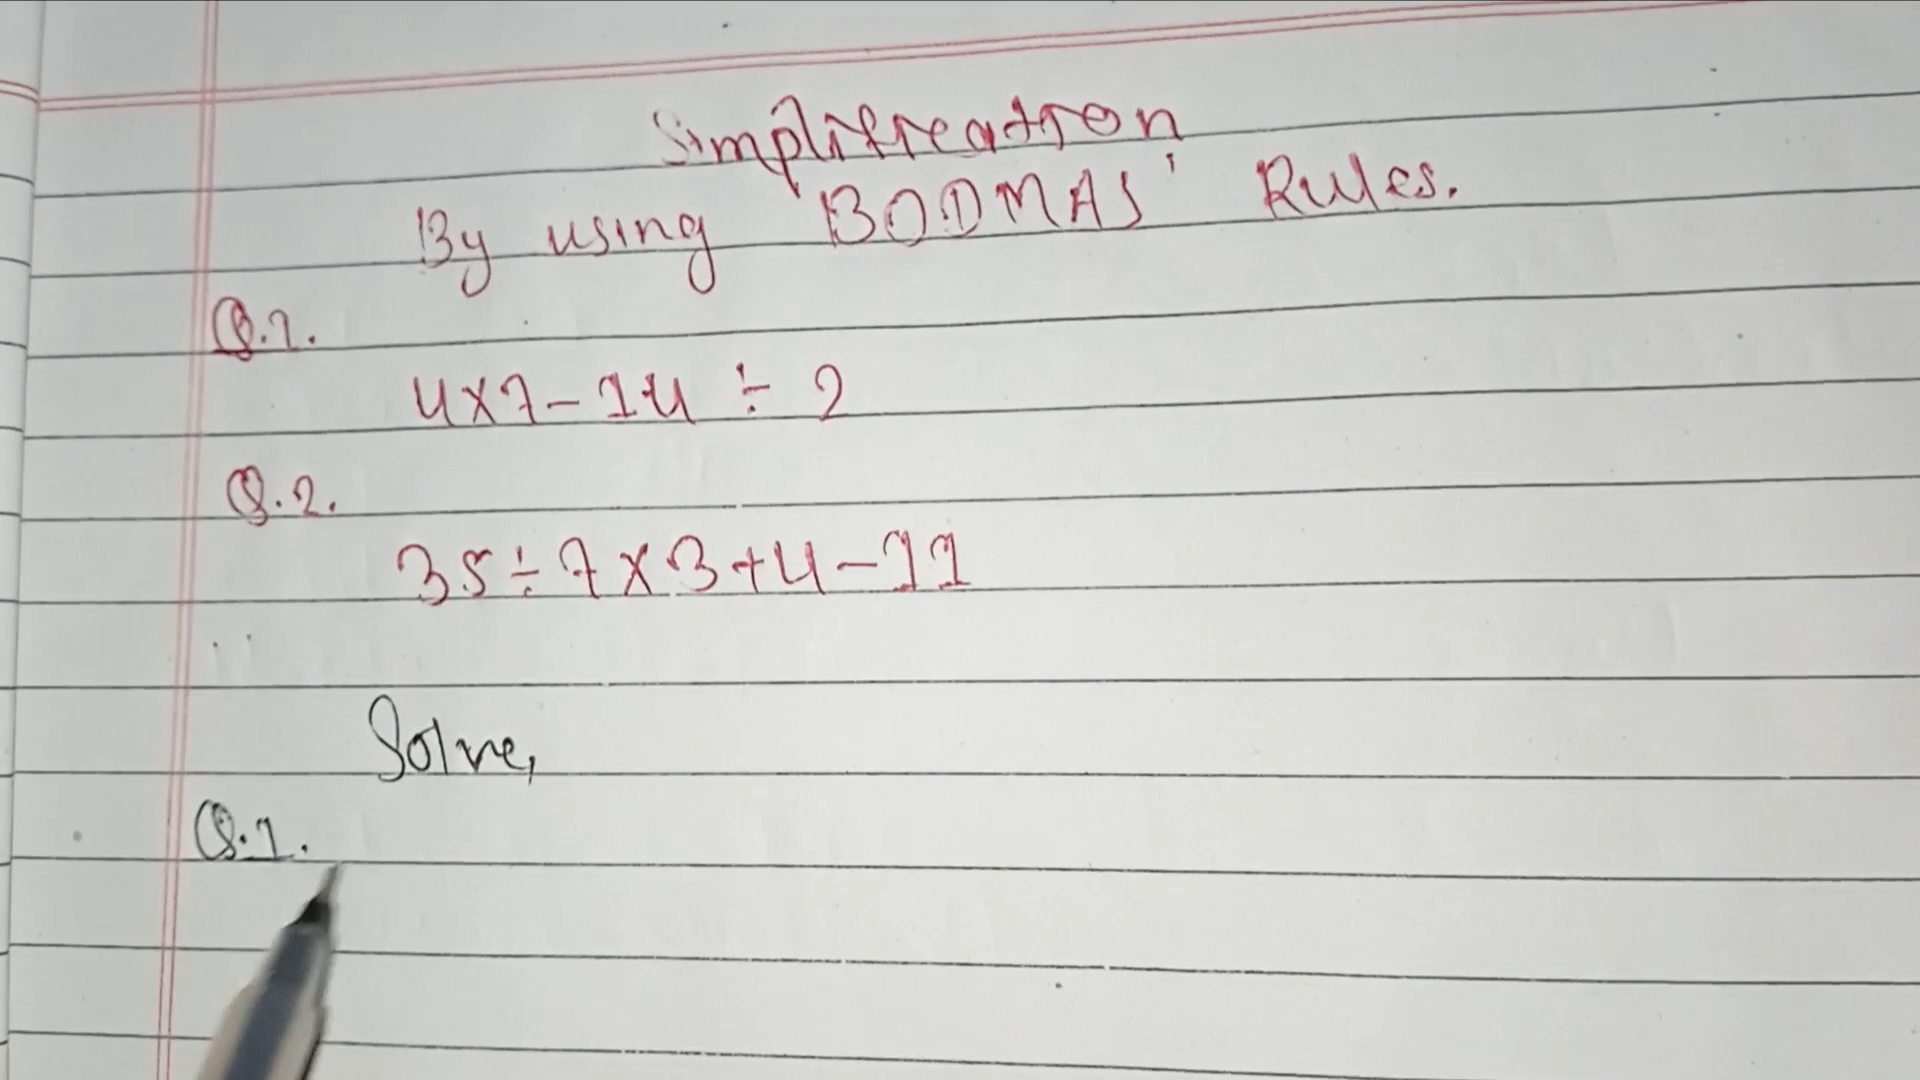 Simplification
By using 'BODMAS' Rules.
Q.1.
4×7-14 ÷ 2
Q.2.
35÷7×3+4-11
Solve,
Q.1.